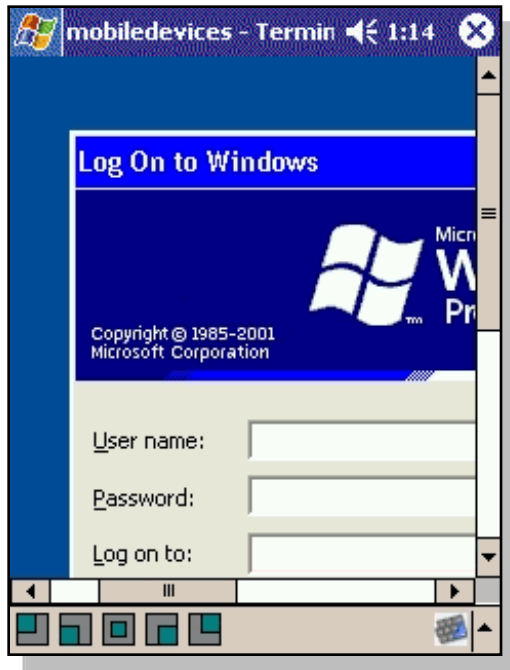 mobiledevices - Termin 1:14
Log On to Windows
Micr
W
Pr
TM
Copyright © 1985-2001
Microsoft Corporation
User name:
Password:
Log on to: